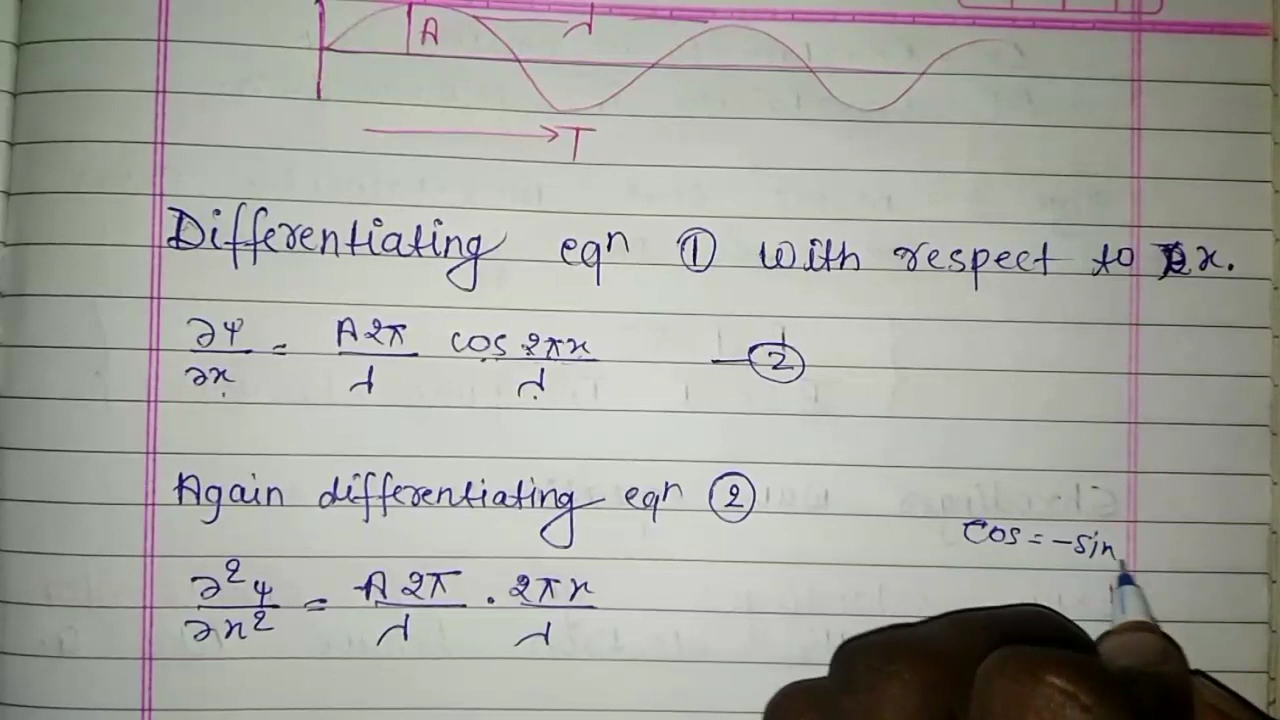 A λ
T
Differentiating eqn ① with respect to x.
∂ψ/∂x = A2π/λ cos 2πx/λ —②
Again differentiating eqn ②
cos = -sin
∂²ψ/∂x² = A2π/λ . 2πx/λ